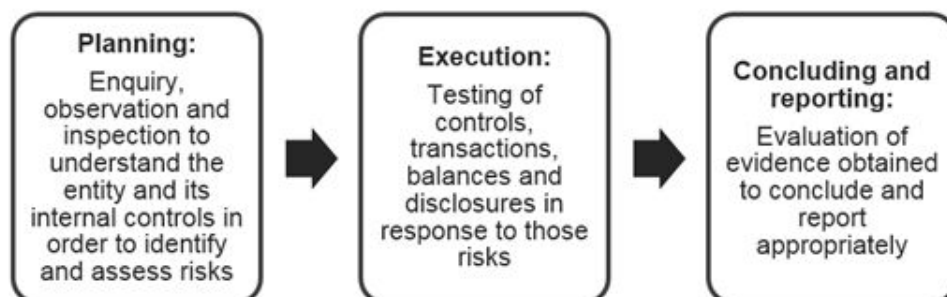 Planning:
Enquiry,
observation and
inspection to
understand the
entity and its
internal controls in
order to identify
and assess risks
Execution:
Testing of
controls,
transactions,
balances and
disclosures in
response to those
risks
Concluding and
reporting:
Evaluation of
evidence obtained
to conclude and
report
appropriately